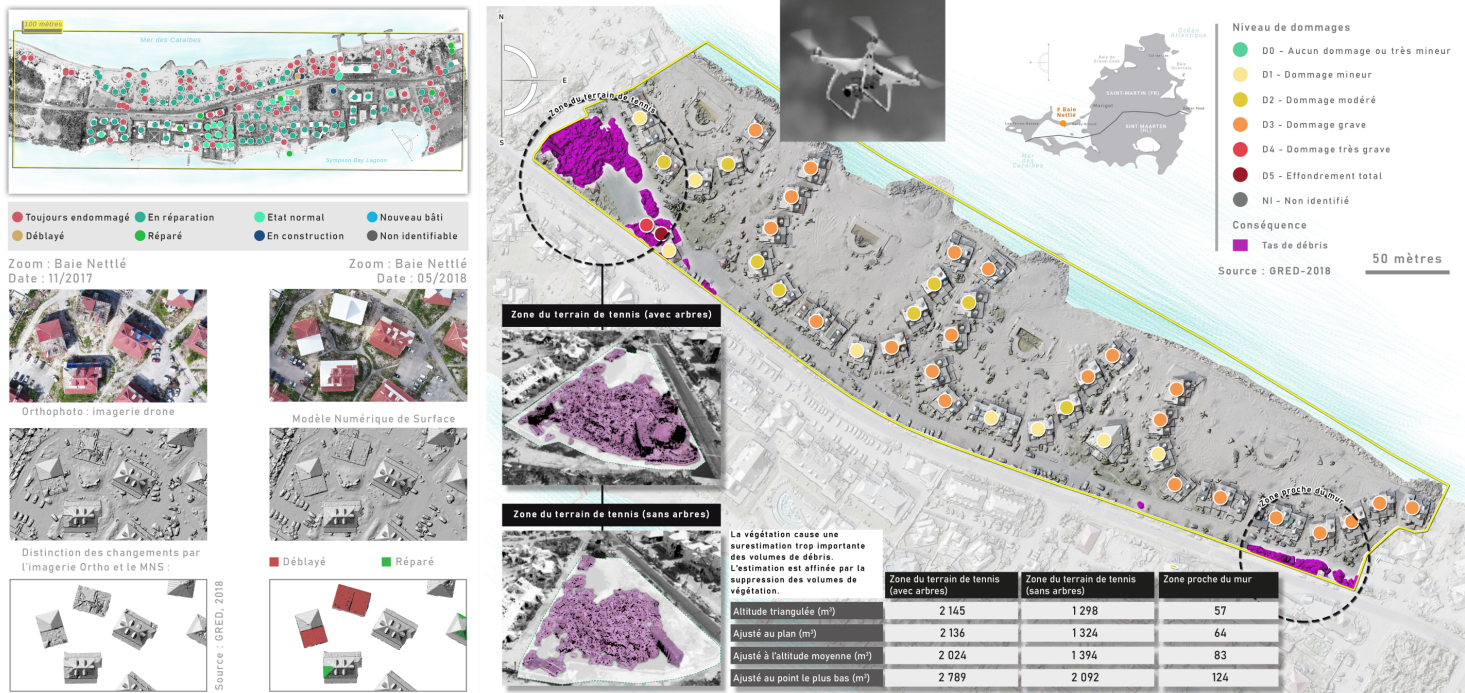 100 mètres
Mer des Caraïbes
Sympson Bay Lagoon
Toujours endommagé
En réparation
Etat normal
Nouveau bâti
Déblayé
Réparé
En construction
Non identifiable
Zoom : Baie Nettlé
Date : 11/2017
Zoom : Baie Nettlé
Date : 05/2018
Orthophoto : imagerie drone
Modèle Numérique de Surface
Distinction des changements par
l'imagerie Ortho et le MNS :
Déblayé
Réparé
Source : GRED, 2018
N
E
S
Zone du terrain de tennis
Zone du terrain de tennis (avec arbres)
Zone du terrain de tennis (sans arbres)
Océan
Atlantique
SAINT-MARTIN (FR)
Marigot
Baie
Nettlé
SINT MAARTEN
(NL)
Mer
des
Caraïbes
Niveau de dommages
D0 - Aucun dommage ou très mineur
D1 - Dommage mineur
D2 - Dommage modéré
D3 - Dommage grave
D4 - Dommage très grave
D5 - Effondrement total
NI - Non identifié
Conséquence
Tas de débris
Source : GRED-2018
50 mètres
Zone proche du mur
La végétation cause une
surestimation trop importante
des volumes de débris.
L'estimation est affinée par la
suppression des volumes de
végétation.
Zone du terrain de tennis
(avec arbres)
Zone du terrain de tennis
(sans arbres)
Zone proche du mur
Altitude triangulée (m³) 2 145 1 298 57
Ajusté au plan (m³) 2 136 1 324 64
Ajusté à l'altitude moyenne (m³) 2 024 1 394 83
Ajusté au point le plus bas (m³) 2 789 2 092 124